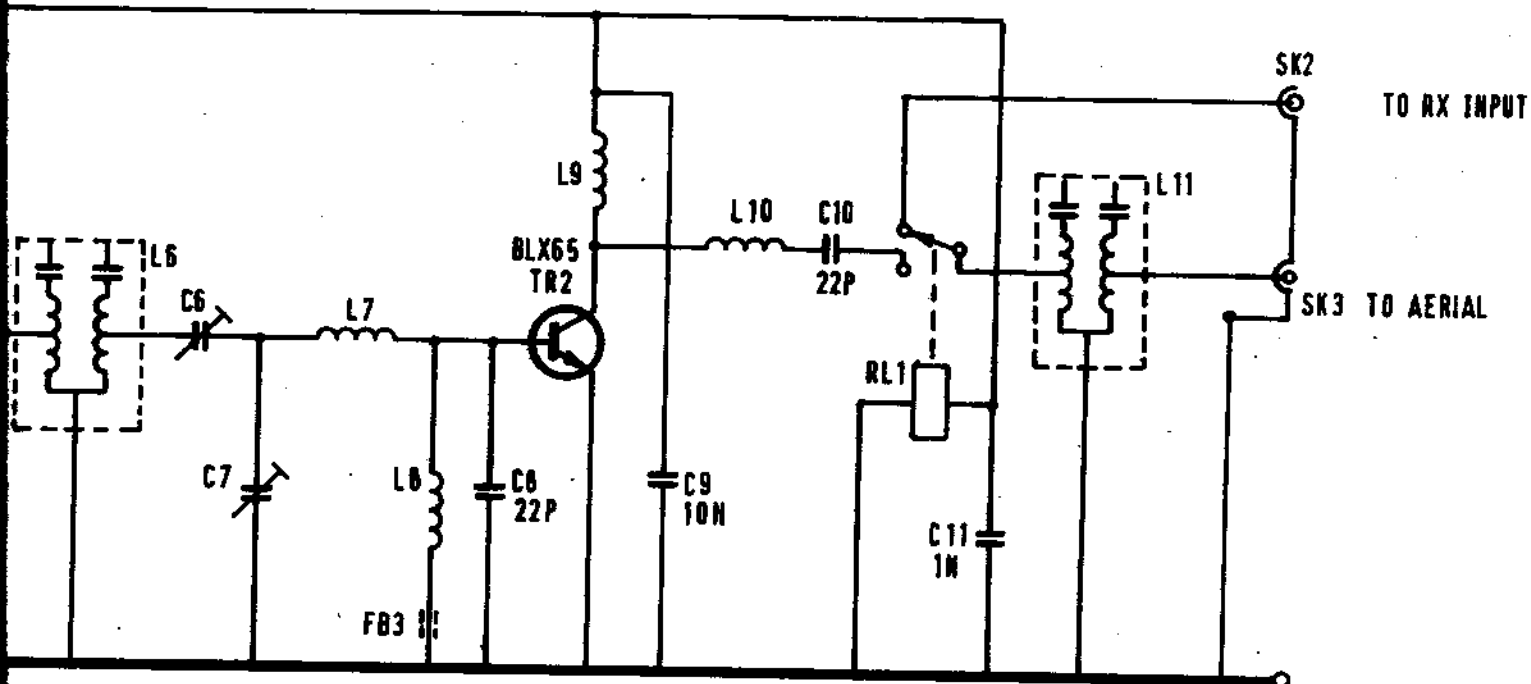 SK2
TO RX INPUT
L9
L11
L10
C10
22P
BLX65
TR2
L6
C6
L7
SK3 TO AERIAL
RL1
C7
L8
C8
22P
C9
10N
C11
1N
FB3